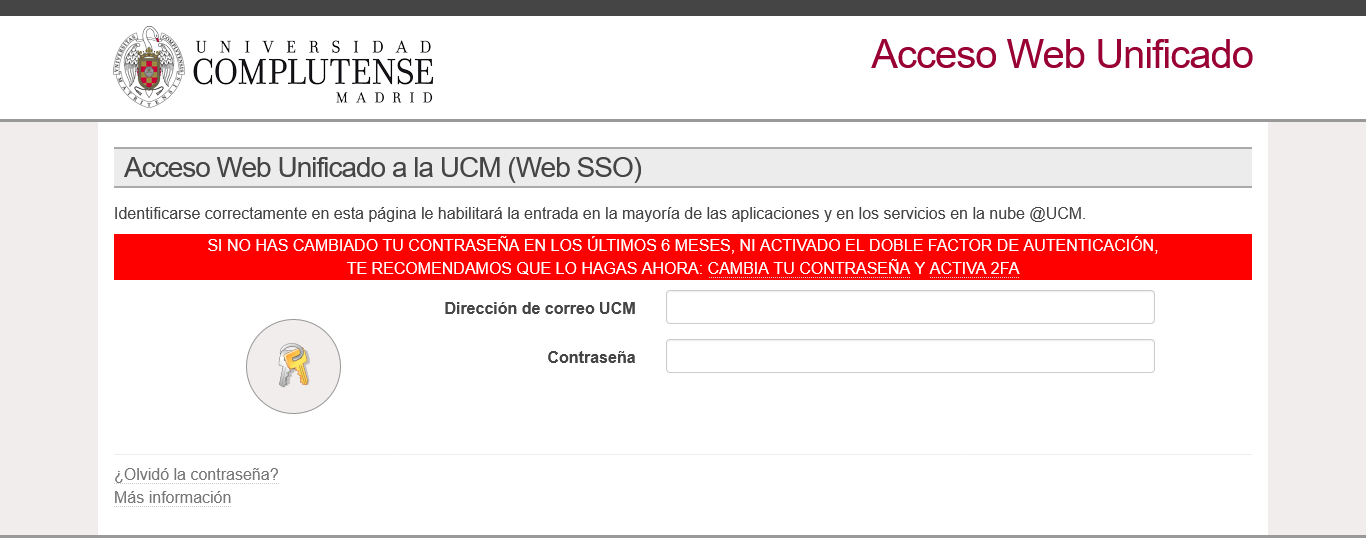 UNIVERSIDAD
COMPLUTENSE
MADRID
Acceso Web Unificado
Acceso Web Unificado a la UCM (Web SSO)
Identificarse correctamente en esta página le habilitará la entrada en la mayoría de las aplicaciones y en los servicios en la nube @UCM.
SI NO HAS CAMBIADO TU CONTRASEÑA EN LOS ÚLTIMOS 6 MESES, NI ACTIVADO EL DOBLE FACTOR DE AUTENTICACIÓN,
TE RECOMENDAMOS QUE LO HAGAS AHORA: CAMBIA TU CONTRASEÑA Y ACTIVA 2FA
Dirección de correo UCM
Contraseña
¿Olvidó la contraseña?
Más información